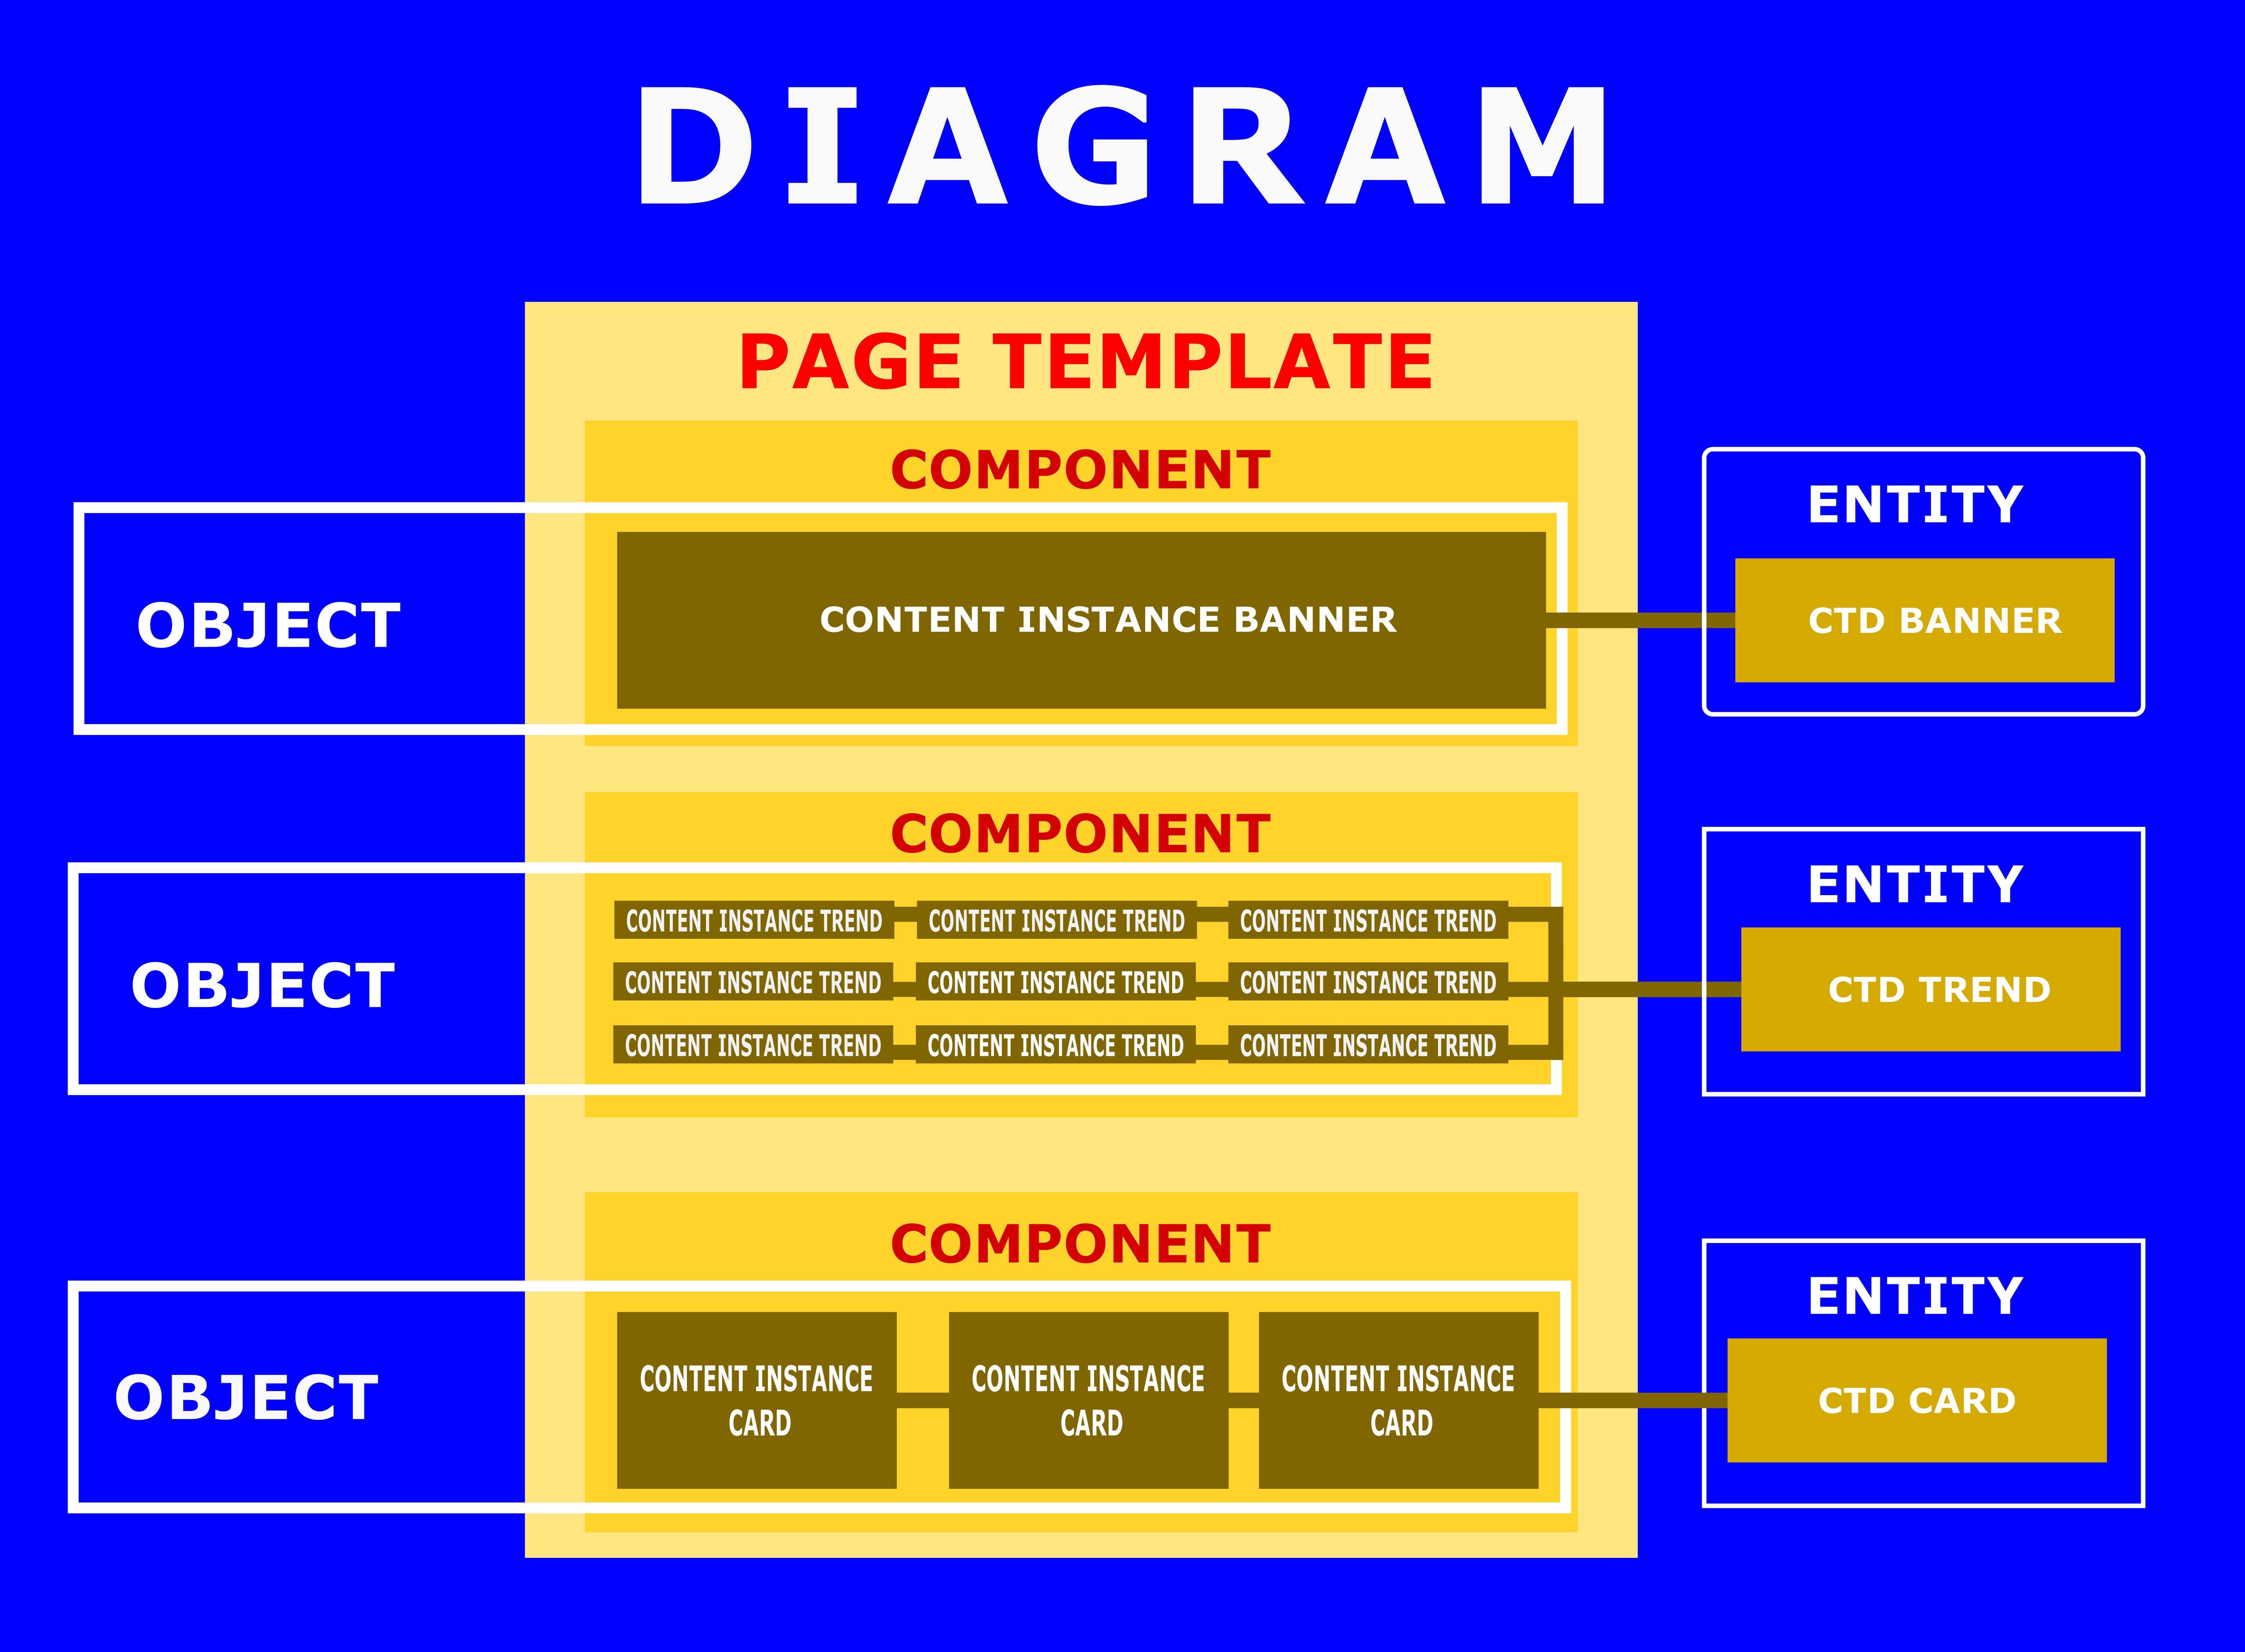 DIAGRAM
PAGE TEMPLATE
COMPONENT
OBJECT
CONTENT INSTANCE BANNER
ENTITY
CTD BANNER
COMPONENT
OBJECT
CONTENT INSTANCE TREND
CONTENT INSTANCE TREND
CONTENT INSTANCE TREND
CONTENT INSTANCE TREND
CONTENT INSTANCE TREND
CONTENT INSTANCE TREND
CONTENT INSTANCE TREND
CONTENT INSTANCE TREND
CONTENT INSTANCE TREND
ENTITY
CTD TREND
COMPONENT
OBJECT
CONTENT INSTANCE
CARD
CONTENT INSTANCE
CARD
CONTENT INSTANCE
CARD
ENTITY
CTD CARD